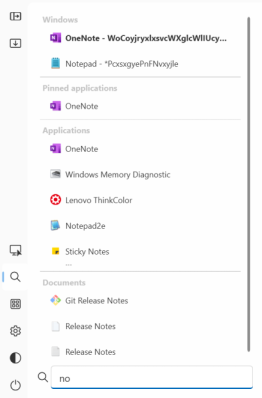 Windows
OneNote - WoCoyjryxlxsvcWXglcWlIUcy...
Notepad - *PcxsxgyePnFNvxyjle
Pinned applications
OneNote
Applications
OneNote
Windows Memory Diagnostic
Lenovo ThinkColor
Notepad2e
Sticky Notes
...
Documents
Git Release Notes
Release Notes
Release Notes
no